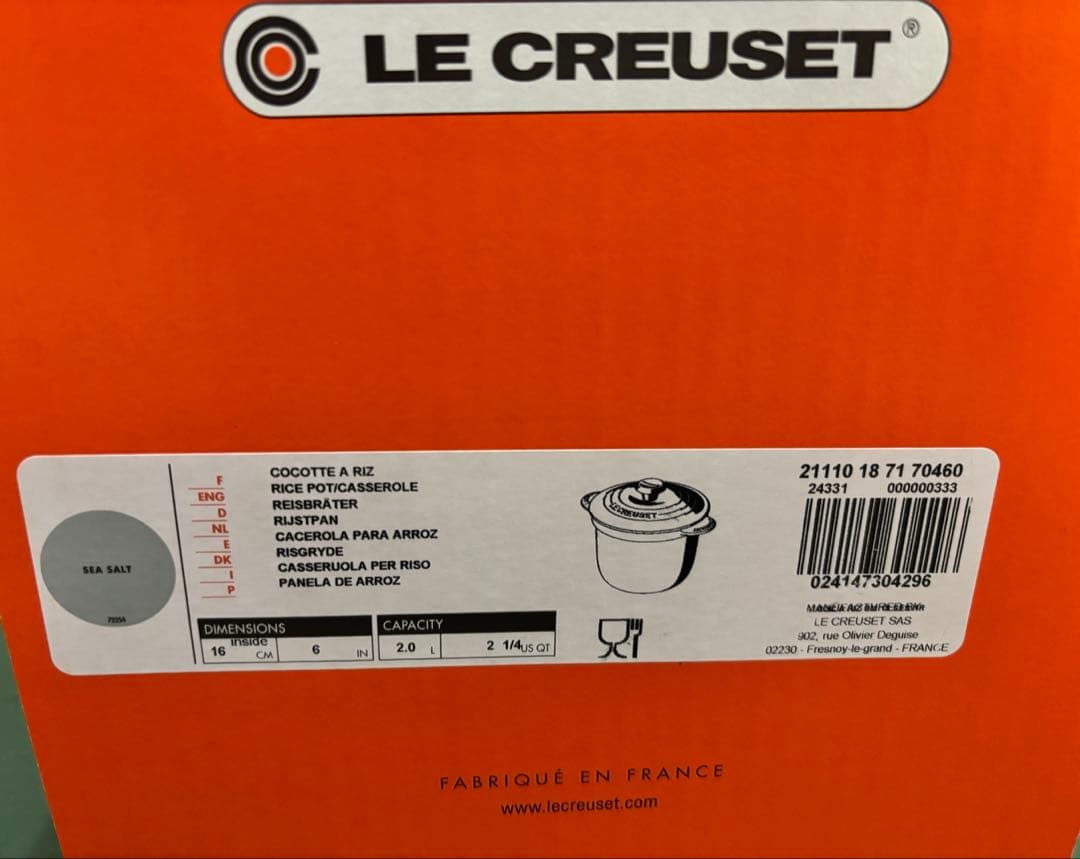 LE CREUSET ®
SEA SALT
F COCOTTE A RIZ
ENG RICE POT/CASSEROLE
D REISBRÄTER
NL RIJSTPAN
E CACEROLA PARA ARROZ
DK RISGRYDE
I CASSERUOLA PER RISO
P PANELA DE ARROZ
DIMENSIONS
16 inside CM 6 IN
CAPACITY
2.0 L 2 1/4 US QT
LE CREUSET
21110 18 71 70460
24331 000000333
024147304296
LE CREUSET SAS
902, rue Olivier Deguise
02230 - Fresnoy-le-grand - FRANCE
FABRIQUÉ EN FRANCE
www.lecreuset.com